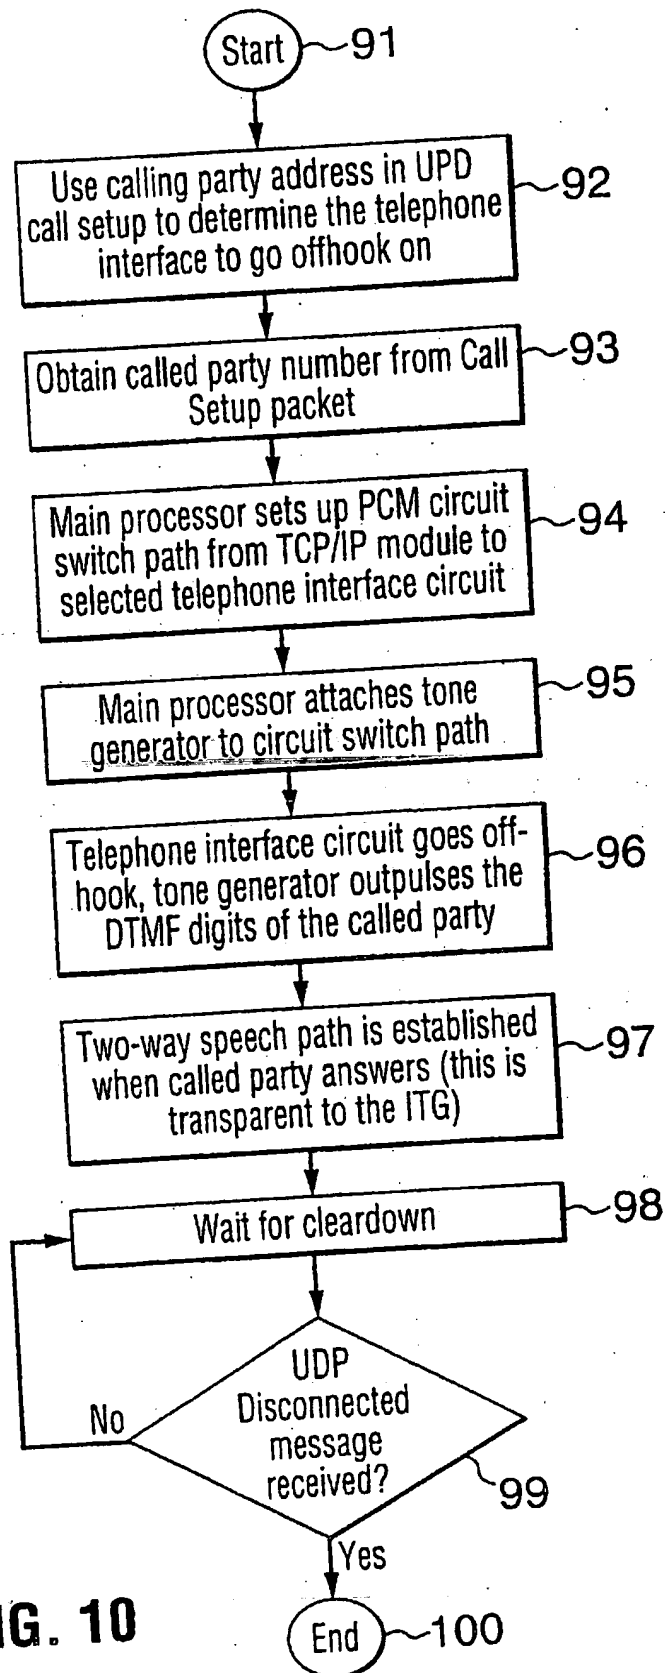 Start 91
Use calling party address in UPD
call setup to determine the telephone
interface to go offhook on
92
Obtain called party number from Call
Setup packet
93
Main processor sets up PCM circuit
switch path from TCP/IP module to
selected telephone interface circuit
94
Main processor attaches tone
generator to circuit switch path
95
Telephone interface circuit goes off-
hook, tone generator outpulses the
DTMF digits of the called party
96
Two-way speech path is established
when called party answers (this is
transparent to the ITG)
97
Wait for cleardown
98
UDP
Disconnected
message
received?
No
99
Yes
End 100
IG. 10